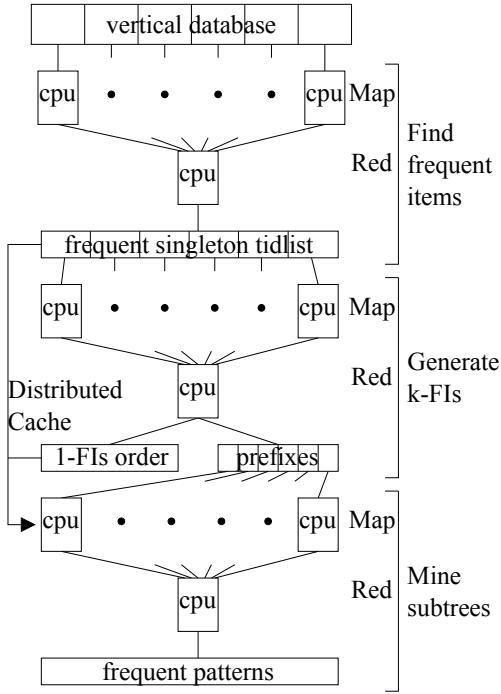 vertical database
cpu
cpu
Map
Red
cpu
Find
frequent
items
frequent singleton tidlist
cpu
cpu
Map
Red
cpu
Generate
k-FIs
Distributed
Cache
1-FIs order
prefixes
cpu
cpu
Map
Red
cpu
Mine
subtrees
frequent patterns